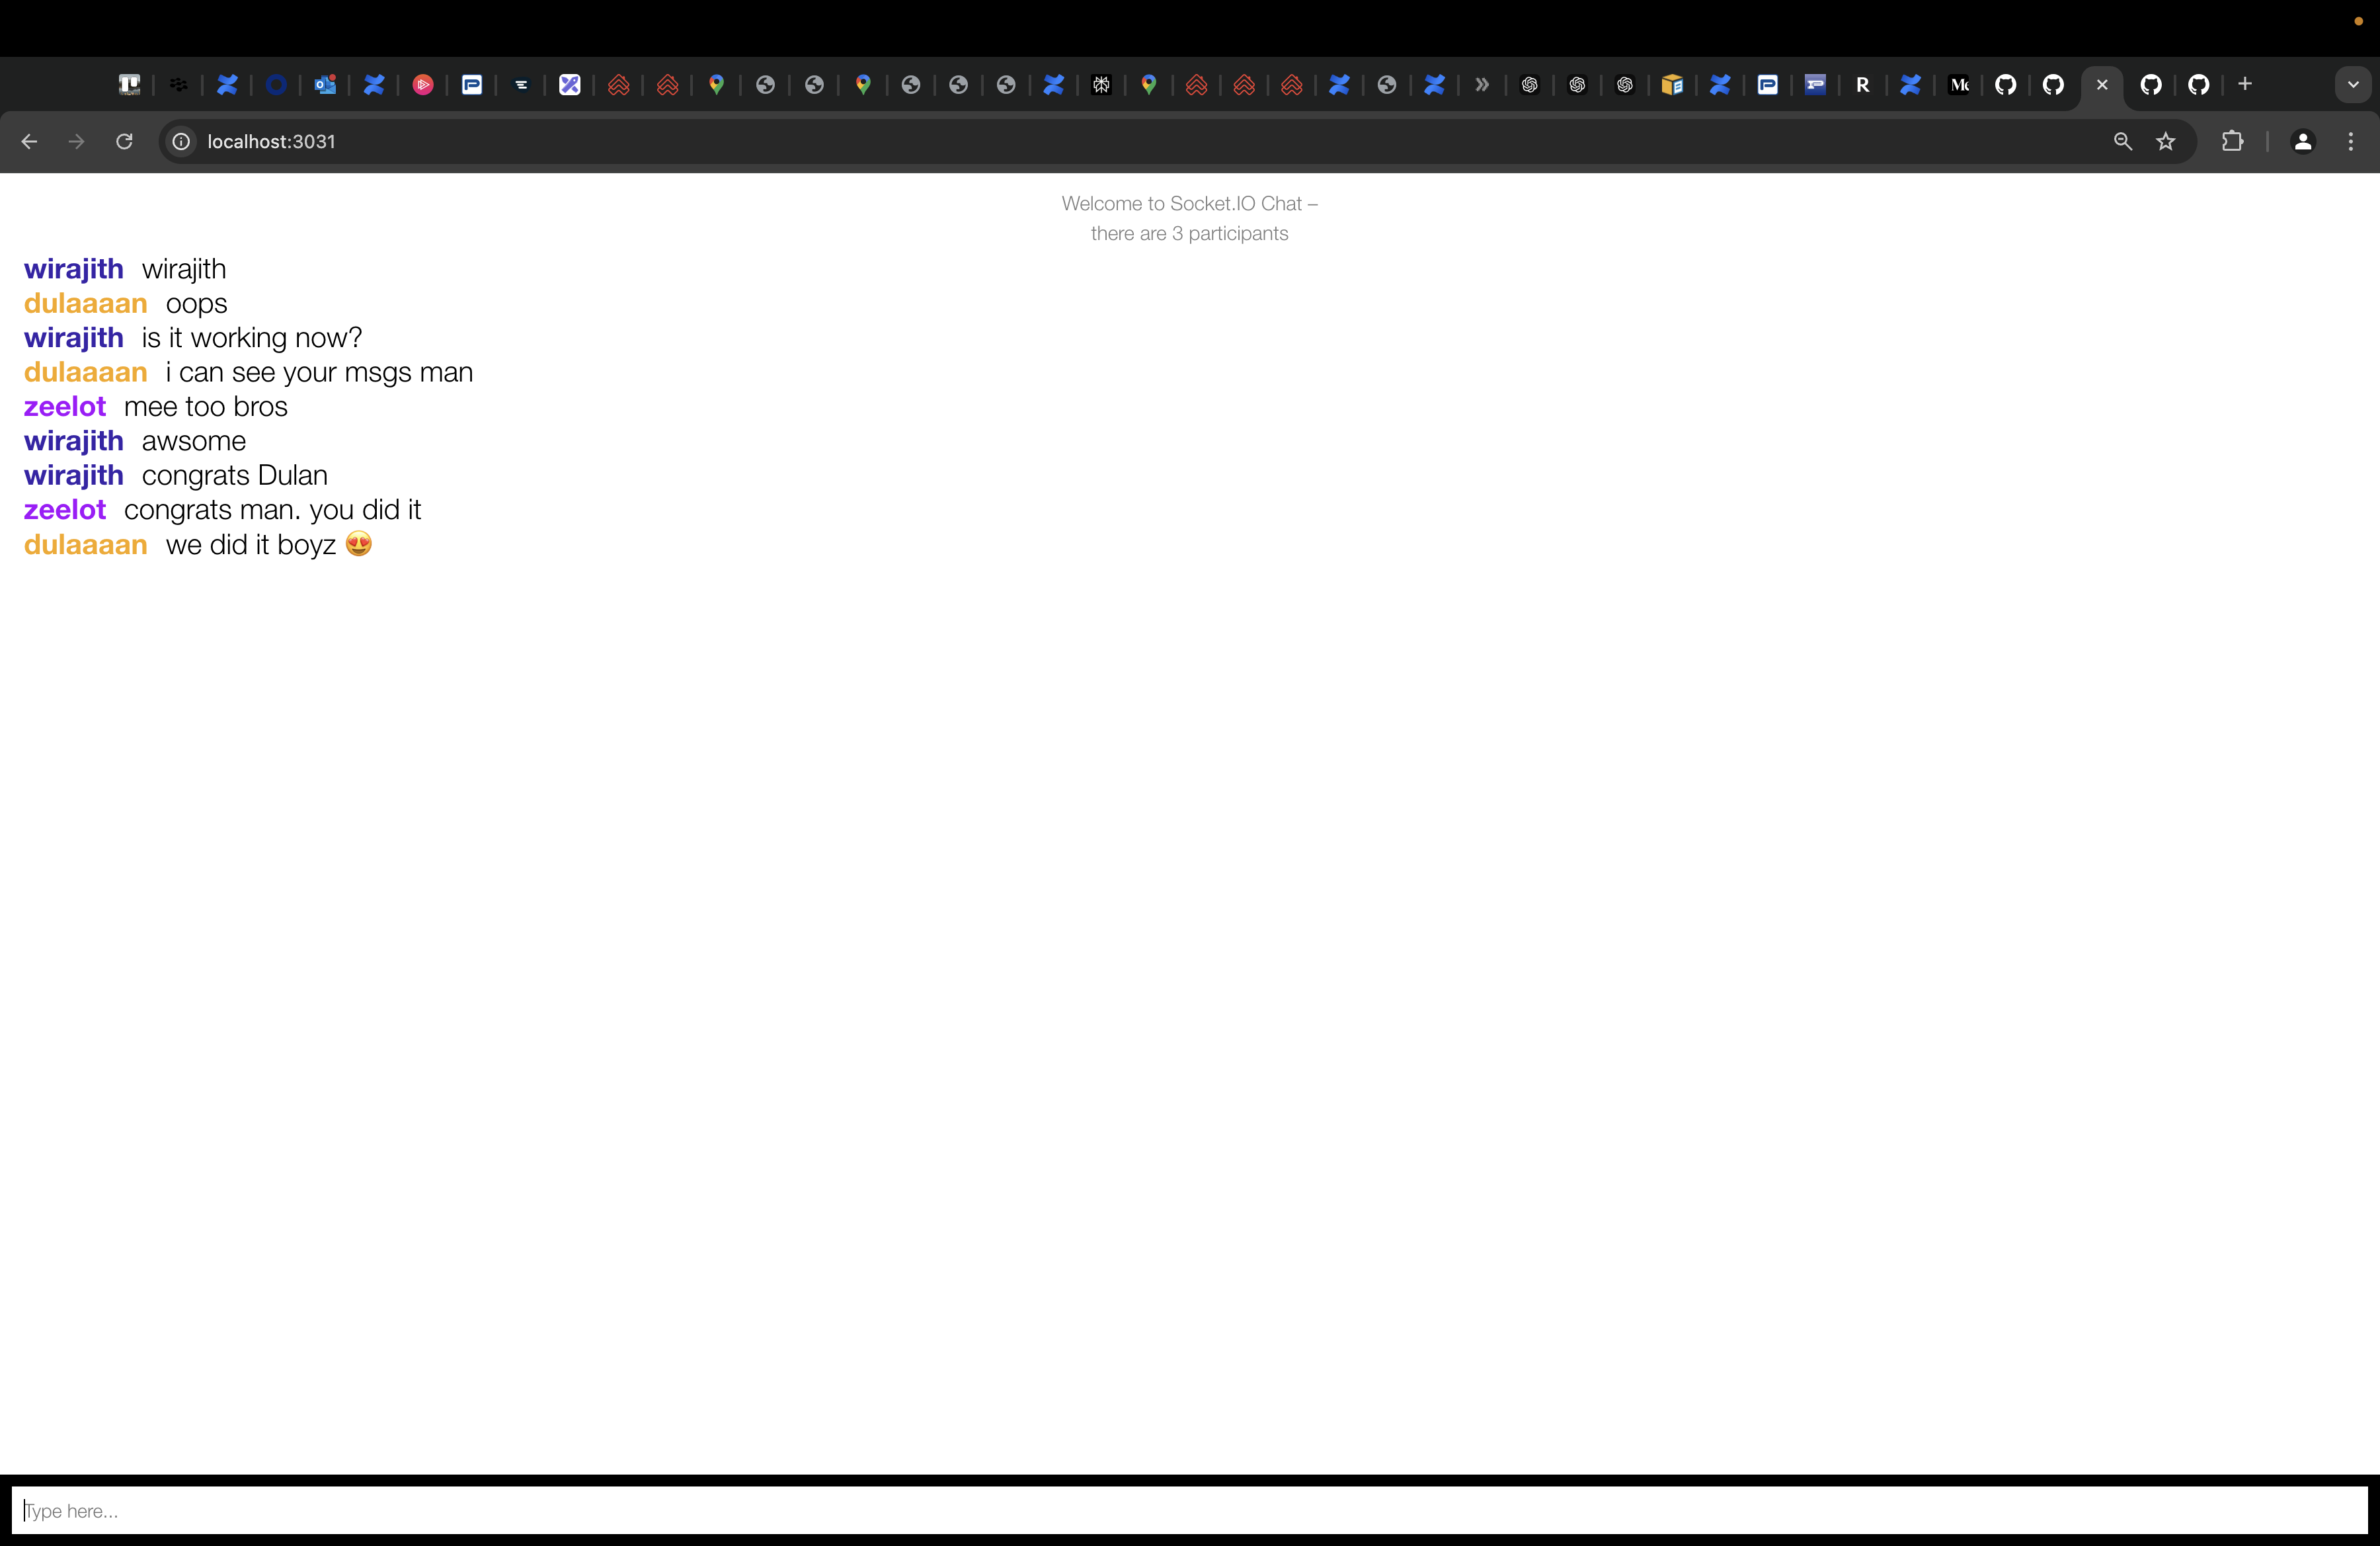 localhost:3031
Welcome to Socket.IO Chat –
there are 3 participants
wirajith wirajith
dulaaaan oops
wirajith is it working now?
dulaaaan i can see your msgs man
zeelot mee too bros
wirajith awsome
wirajith congrats Dulan
zeelot congrats man. you did it
dulaaaan we did it boyz 😍
Type here...